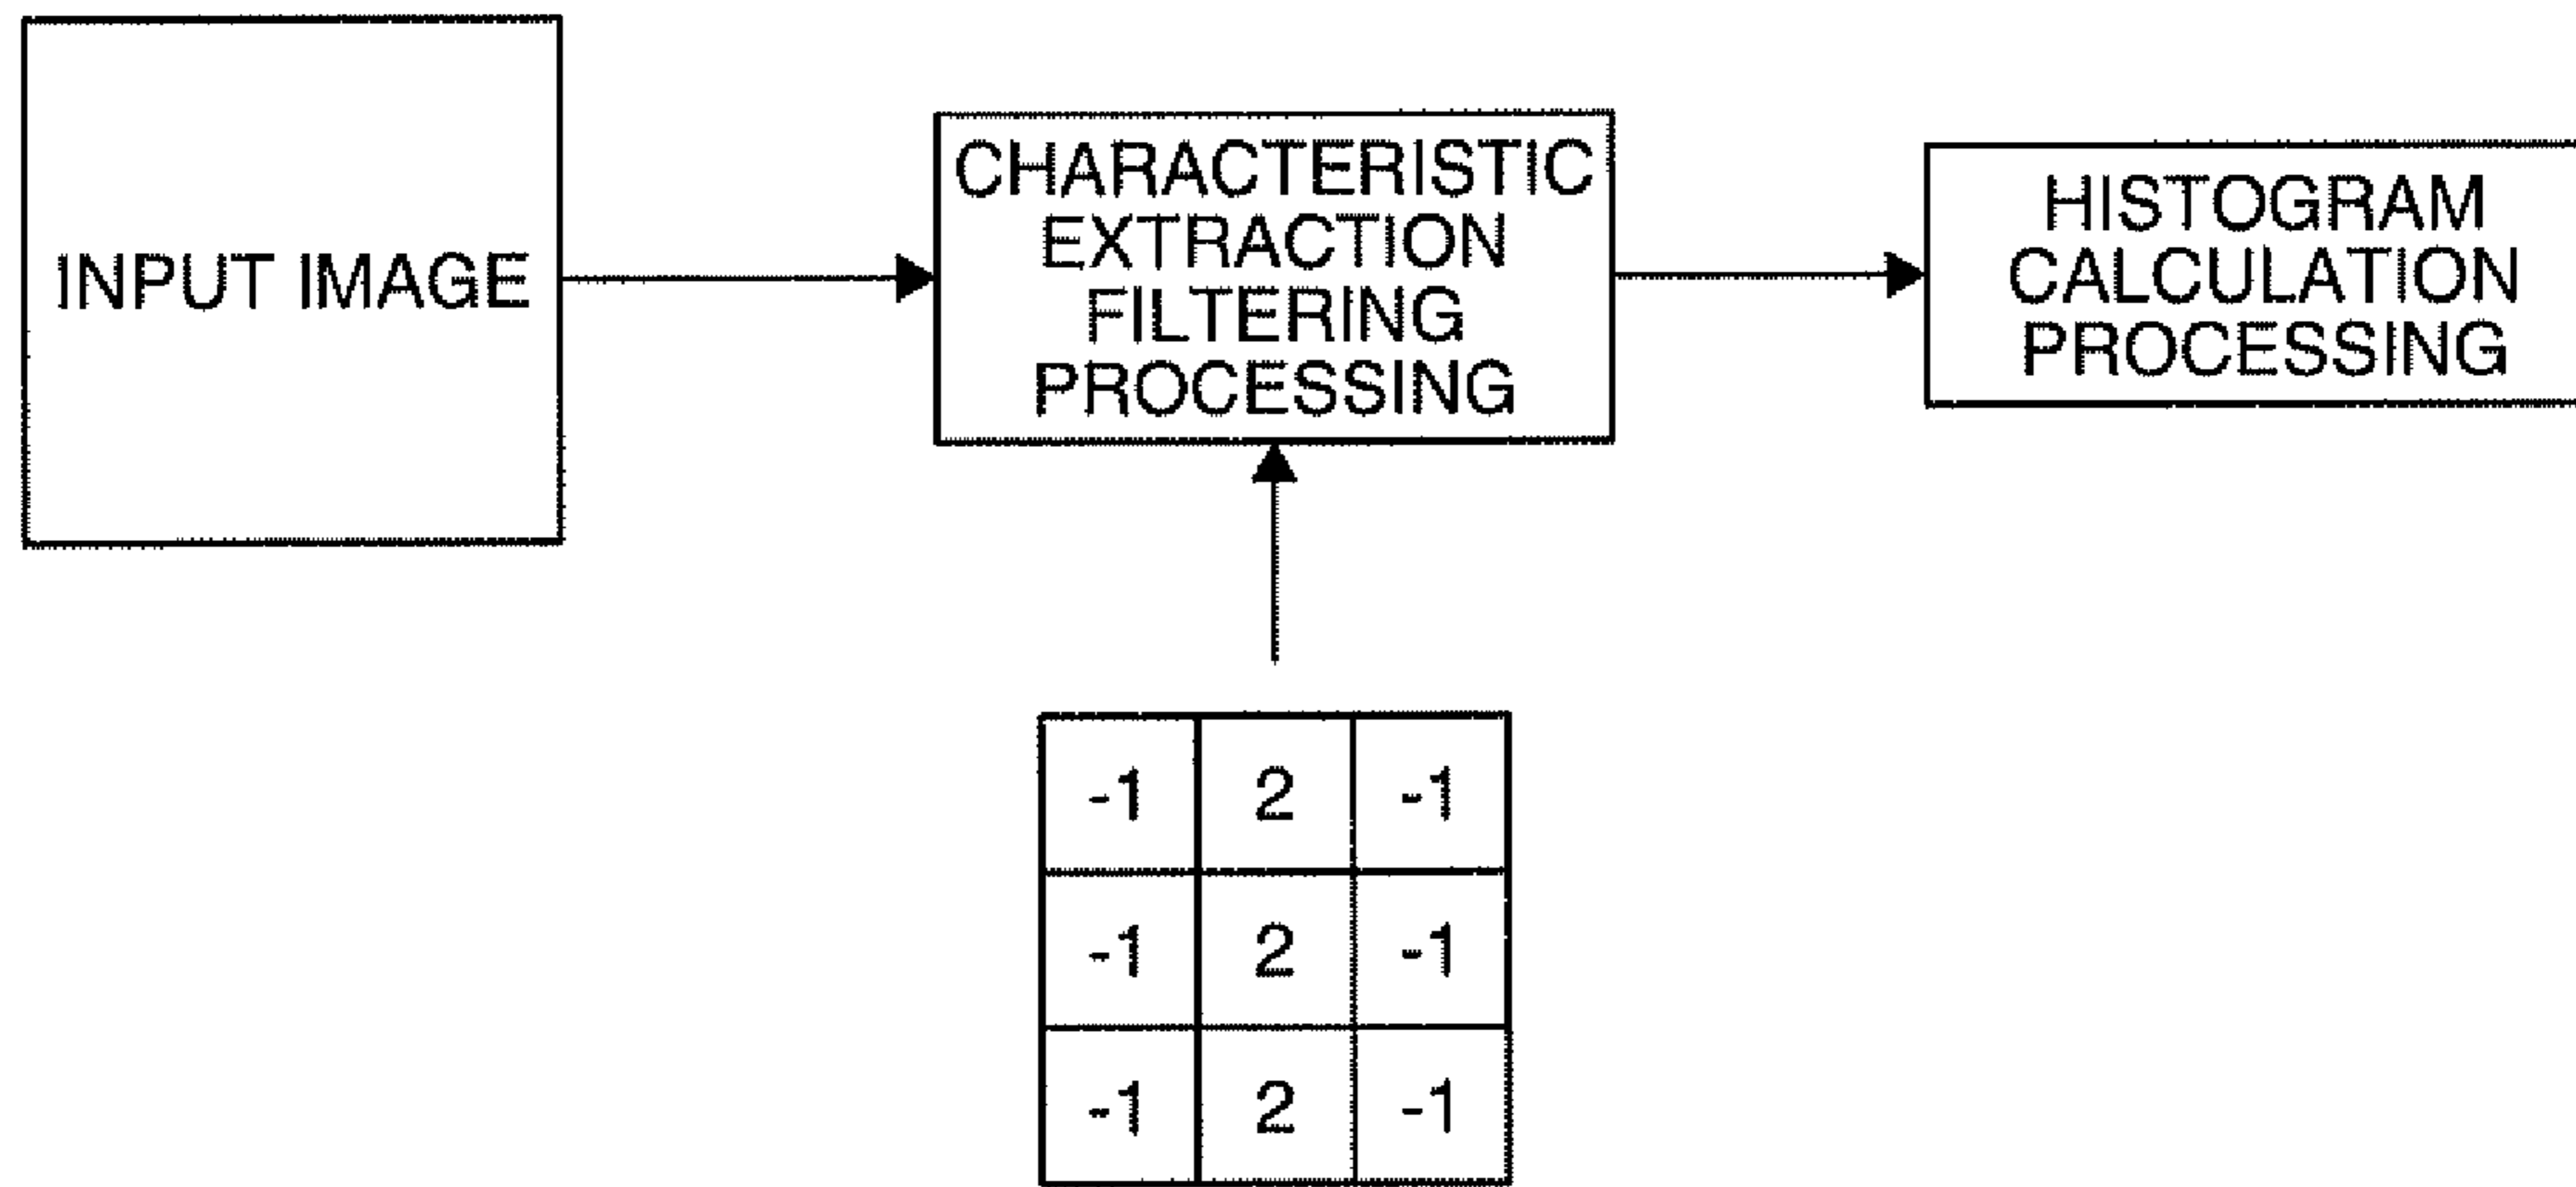 INPUT IMAGE
CHARACTERISTIC
EXTRACTION
FILTERING
PROCESSING
HISTOGRAM
CALCULATION
PROCESSING
-1 2 -1
-1 2 -1
-1 2 -1